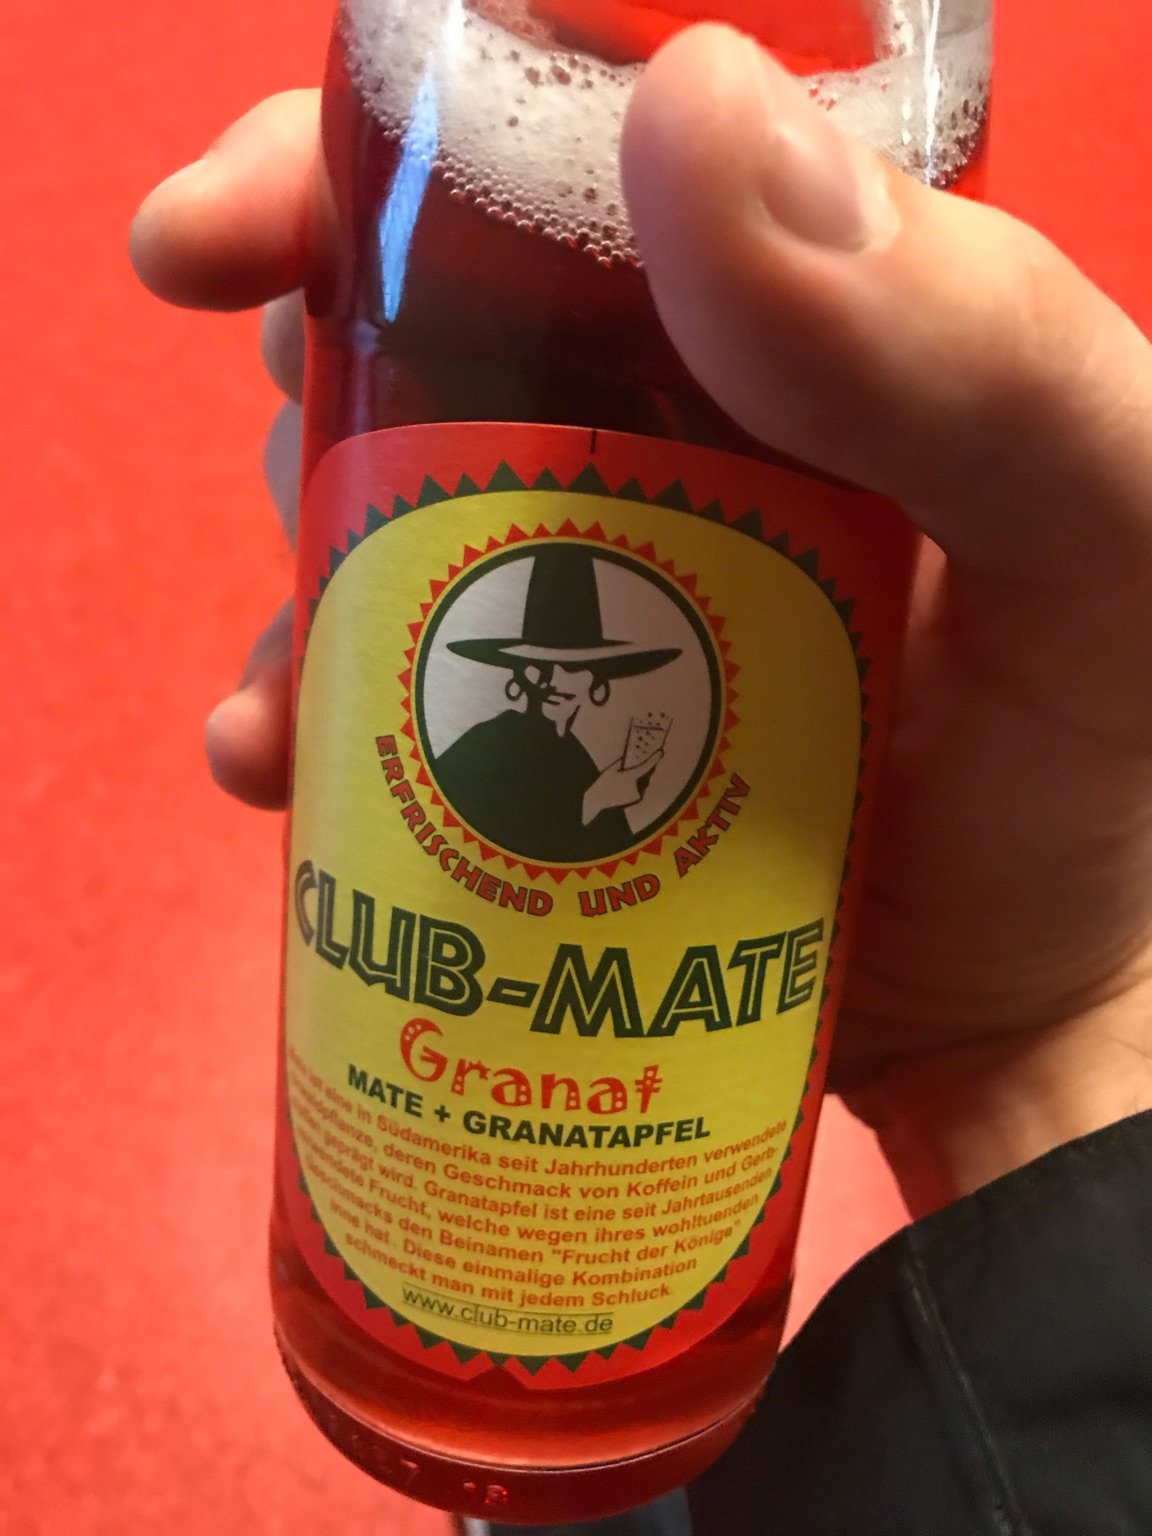 ERFRISCHEND UND AKTIV
CLUB-MATE
Granat
MATE + GRANATAPFEL
ist eine in Südamerika seit Jahrhunderten verwendete
deren Geschmack von Koffein und Gerb-
geprägt wird. Granatapfel ist eine seit Jahrtausenden
verwendete Frucht, welche wegen ihres wohltuenden
Geschmacks den Beinamen "Frucht der Könige"
inne hat. Diese einmalige Kombination
schmeckt man mit jedem Schluck.
www.club-mate.de